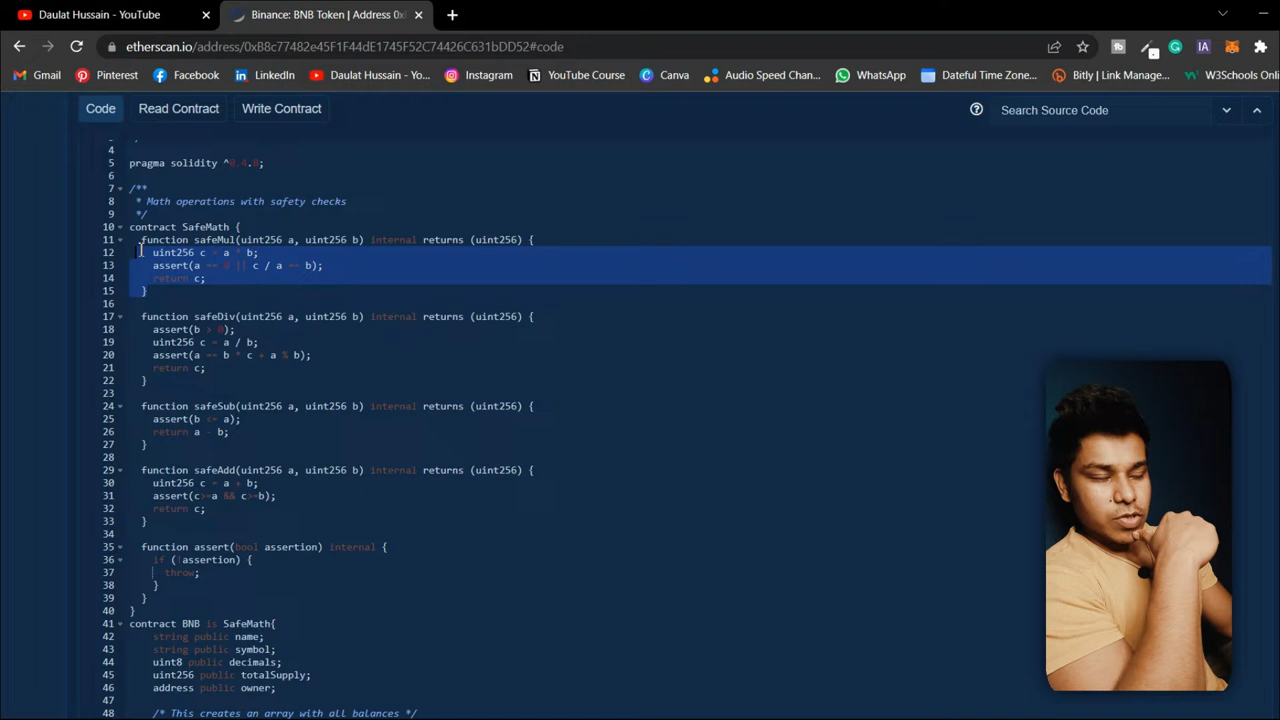 Daulat Hussain - YouTube
Binance: BNB Token | Address 0x
etherscan.io/address/0xB8c77482e45F1F44dE1745F52C74426C631bDD52#code
Gmail
Pinterest
Facebook
LinkedIn
Daulat Hussain - Yo...
Instagram
YouTube Course
Canva
Audio Speed Chan...
WhatsApp
Dateful Time Zone...
Bitly | Link Manage...
W3Schools Onl
IA
Code
Read Contract
Write Contract
Search Source Code
4
5 pragma solidity ^0.4.8;
6
7 /**
8 * Math operations with safety checks
9 */
10 contract SafeMath {
11 function safeMul(uint256 a, uint256 b) internal returns (uint256) {
12 uint256 c = a * b;
13 assert(a == 0 || c / a == b);
14 return c;
15 }
16
17 function safeDiv(uint256 a, uint256 b) internal returns (uint256) {
18 assert(b > 0);
19 uint256 c = a / b;
20 assert(a == b * c + a % b);
21 return c;
22 }
23
24 function safeSub(uint256 a, uint256 b) internal returns (uint256) {
25 assert(b <= a);
26 return a - b;
27 }
28
29 function safeAdd(uint256 a, uint256 b) internal returns (uint256) {
30 uint256 c = a + b;
31 assert(c>=a && c>=b);
32 return c;
33 }
34
35 function assert(bool assertion) internal {
36 if (!assertion) {
37 throw;
38 }
39 }
40 }
41 contract BNB is SafeMath{
42 string public name;
43 string public symbol;
44 uint8 public decimals;
45 uint256 public totalSupply;
46 address public owner;
47
48 /* This creates an array with all balances */